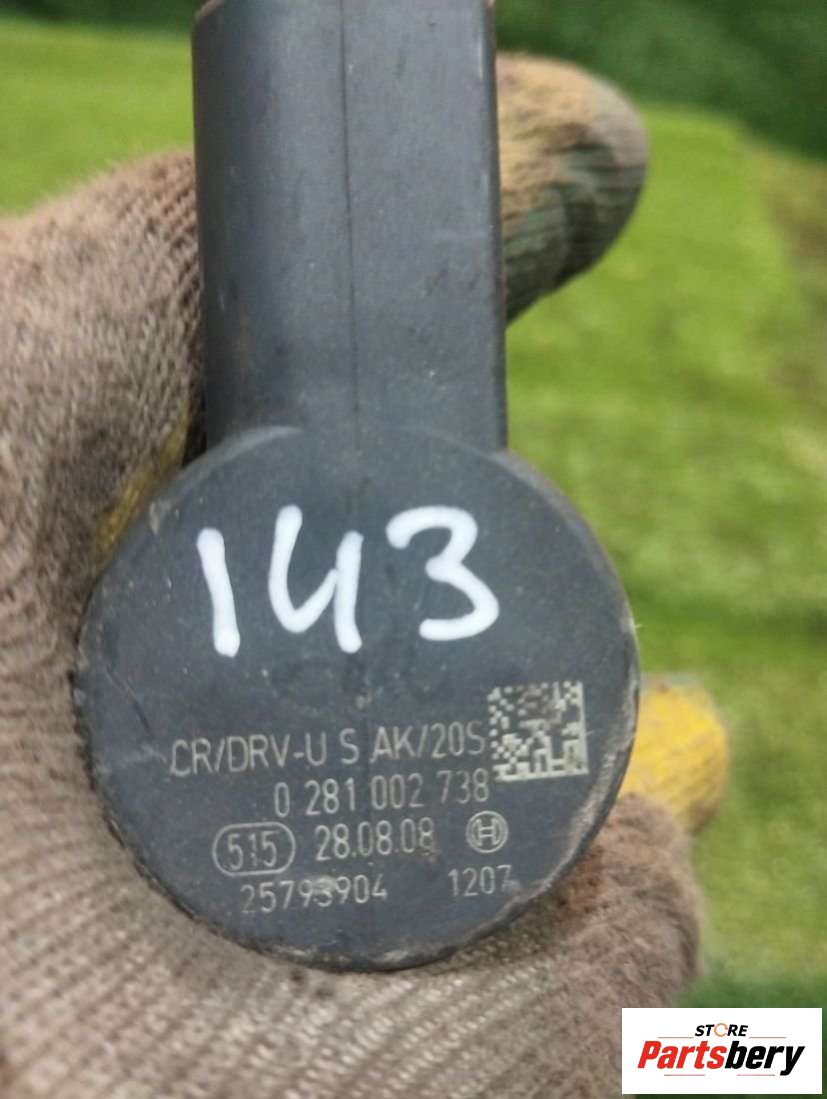 143
CR/DRV-U S AK/20S
0 281 002 738
515 28.08.08 H
25793904 1207
STORE
Partsbery